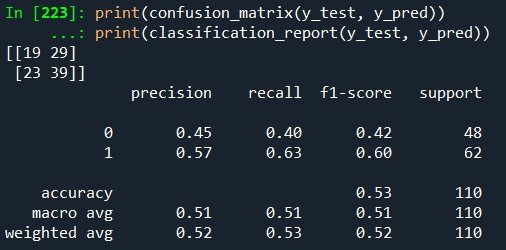 In [223]: print(confusion_matrix(y_test, y_pred))
...: print(classification_report(y_test, y_pred))
[[19 29]
[23 39]]
precision recall f1-score support
0 0.45 0.40 0.42 48
1 0.57 0.63 0.60 62
accuracy 0.53 110
macro avg 0.51 0.51 0.51 110
weighted avg 0.52 0.53 0.52 110